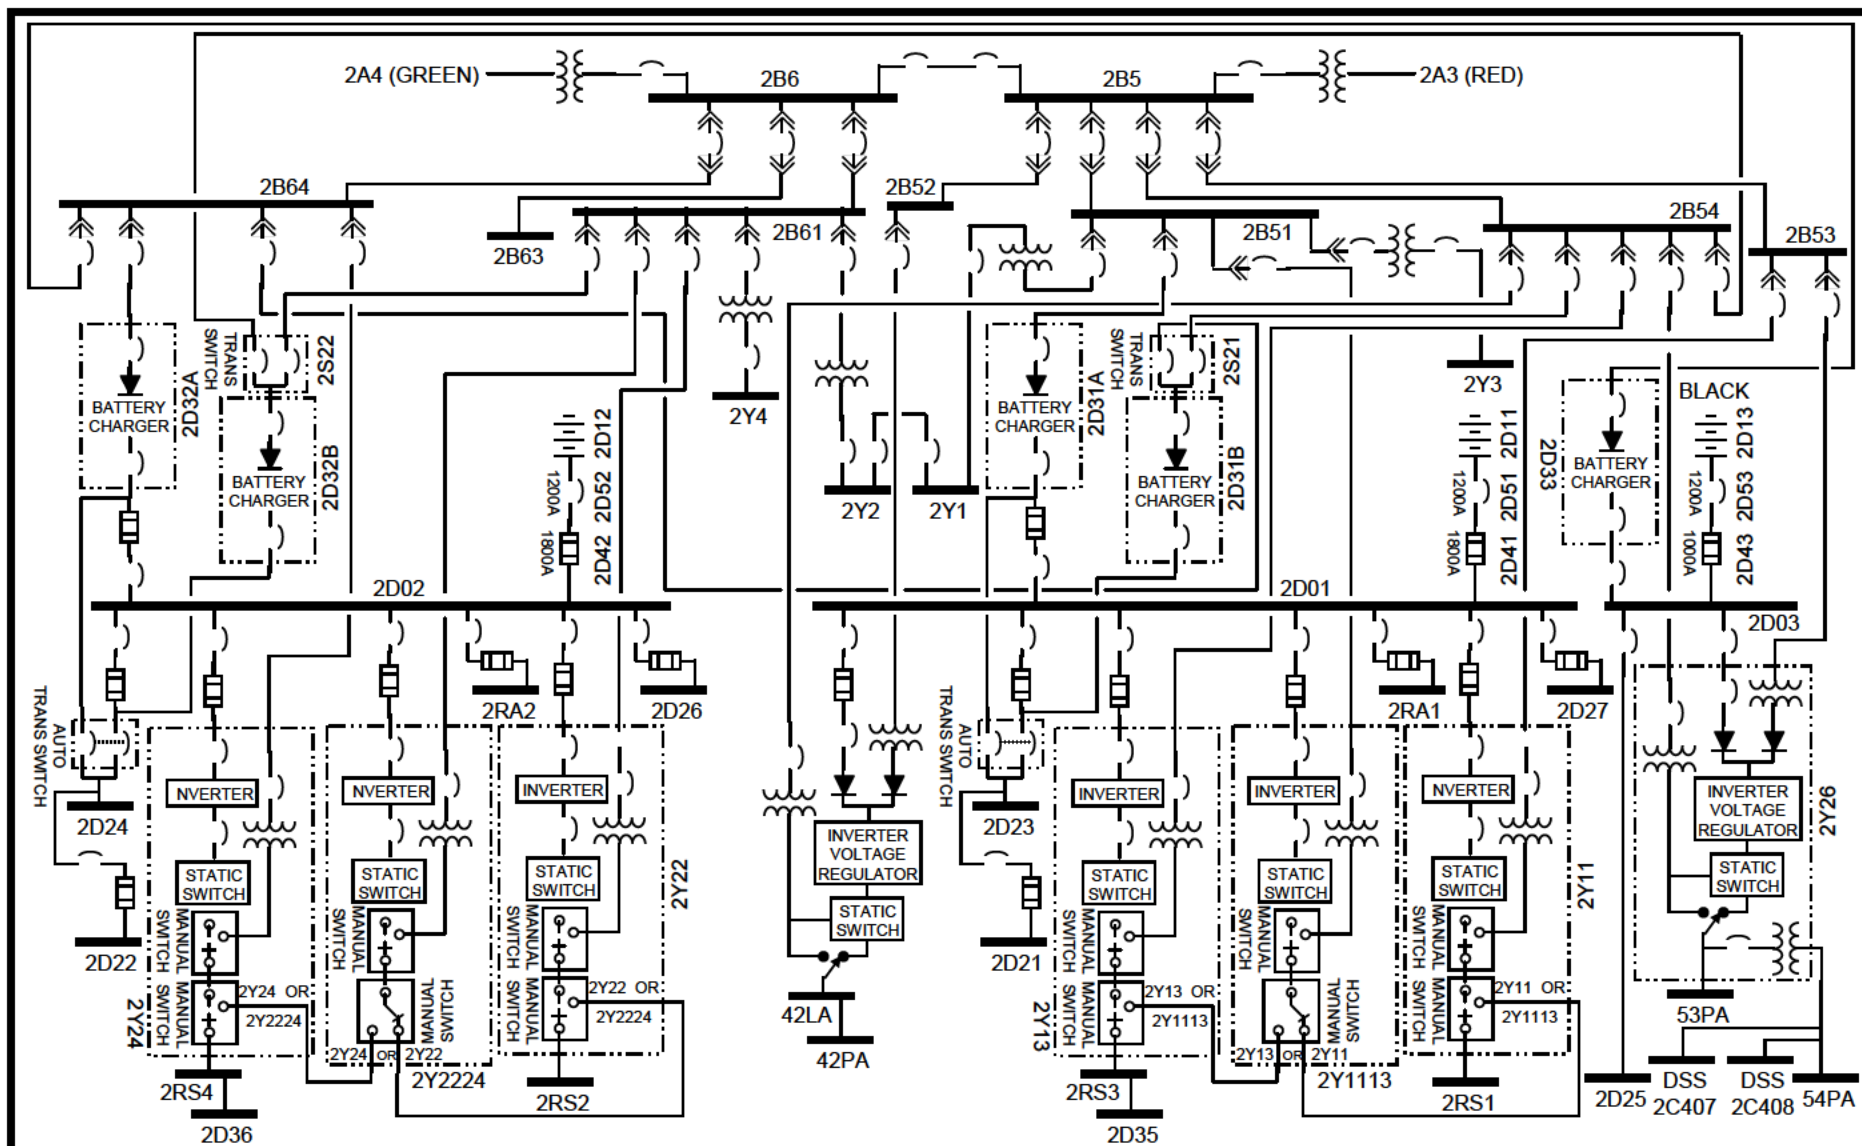 2A4 (GREEN)
2B6
2B5
2A3 (RED)
2B64
2B63
2B61
2B52
2B51
2B54
2B53
TRANS
SWITCH
2S22
BATTERY
CHARGER
2D32A
BATTERY
CHARGER
2D32B
2Y4
2D12
1200A
2D52
1800A
2D42
2Y2
2Y1
BATTERY
CHARGER
2D31A
TRANS
SWITCH
2S21
BATTERY
CHARGER
2D31B
2Y3
2D11
1200A
2D51
1800A
2D41
2D33
BATTERY
CHARGER
BLACK
2D13
1200A
2D53
1000A
2D43
2D02
2D01
2D03
2RA2
2D26
2RA1
2D27
AUTO
TRANS SWITCH
2D24
2D22
NVERTER
STATIC
SWITCH
MANUAL
SWITCH
MANUAL
SWITCH
2Y24
2Y24 OR
2Y2224
2RS4
2D36
NVERTER
STATIC
SWITCH
MANUAL
SWITCH
MANUAL
SWITCH
2Y24 OR 2Y22
2Y2224
INVERTER
STATIC
SWITCH
MANUAL
SWITCH
MANUAL
SWITCH
2Y22
2Y22 OR
2Y2224
2RS2
INVERTER
VOLTAGE
REGULATOR
STATIC
SWITCH
42LA
42PA
AUTO
TRANS SWITCH
2D23
2D21
INVERTER
STATIC
SWITCH
MANUAL
SWITCH
MANUAL
SWITCH
2Y13
2Y13 OR
2Y1113
2RS3
2D35
INVERTER
STATIC
SWITCH
MANUAL
SWITCH
MANUAL
SWITCH
2Y13 OR 2Y11
2Y1113
NVERTER
STATIC
SWITCH
MANUAL
SWITCH
MANUAL
SWITCH
2Y11
2Y11 OR
2Y1113
2RS1
INVERTER
VOLTAGE
REGULATOR
STATIC
SWITCH
2Y26
53PA
2D25
DSS
2C407
DSS
2C408
54PA